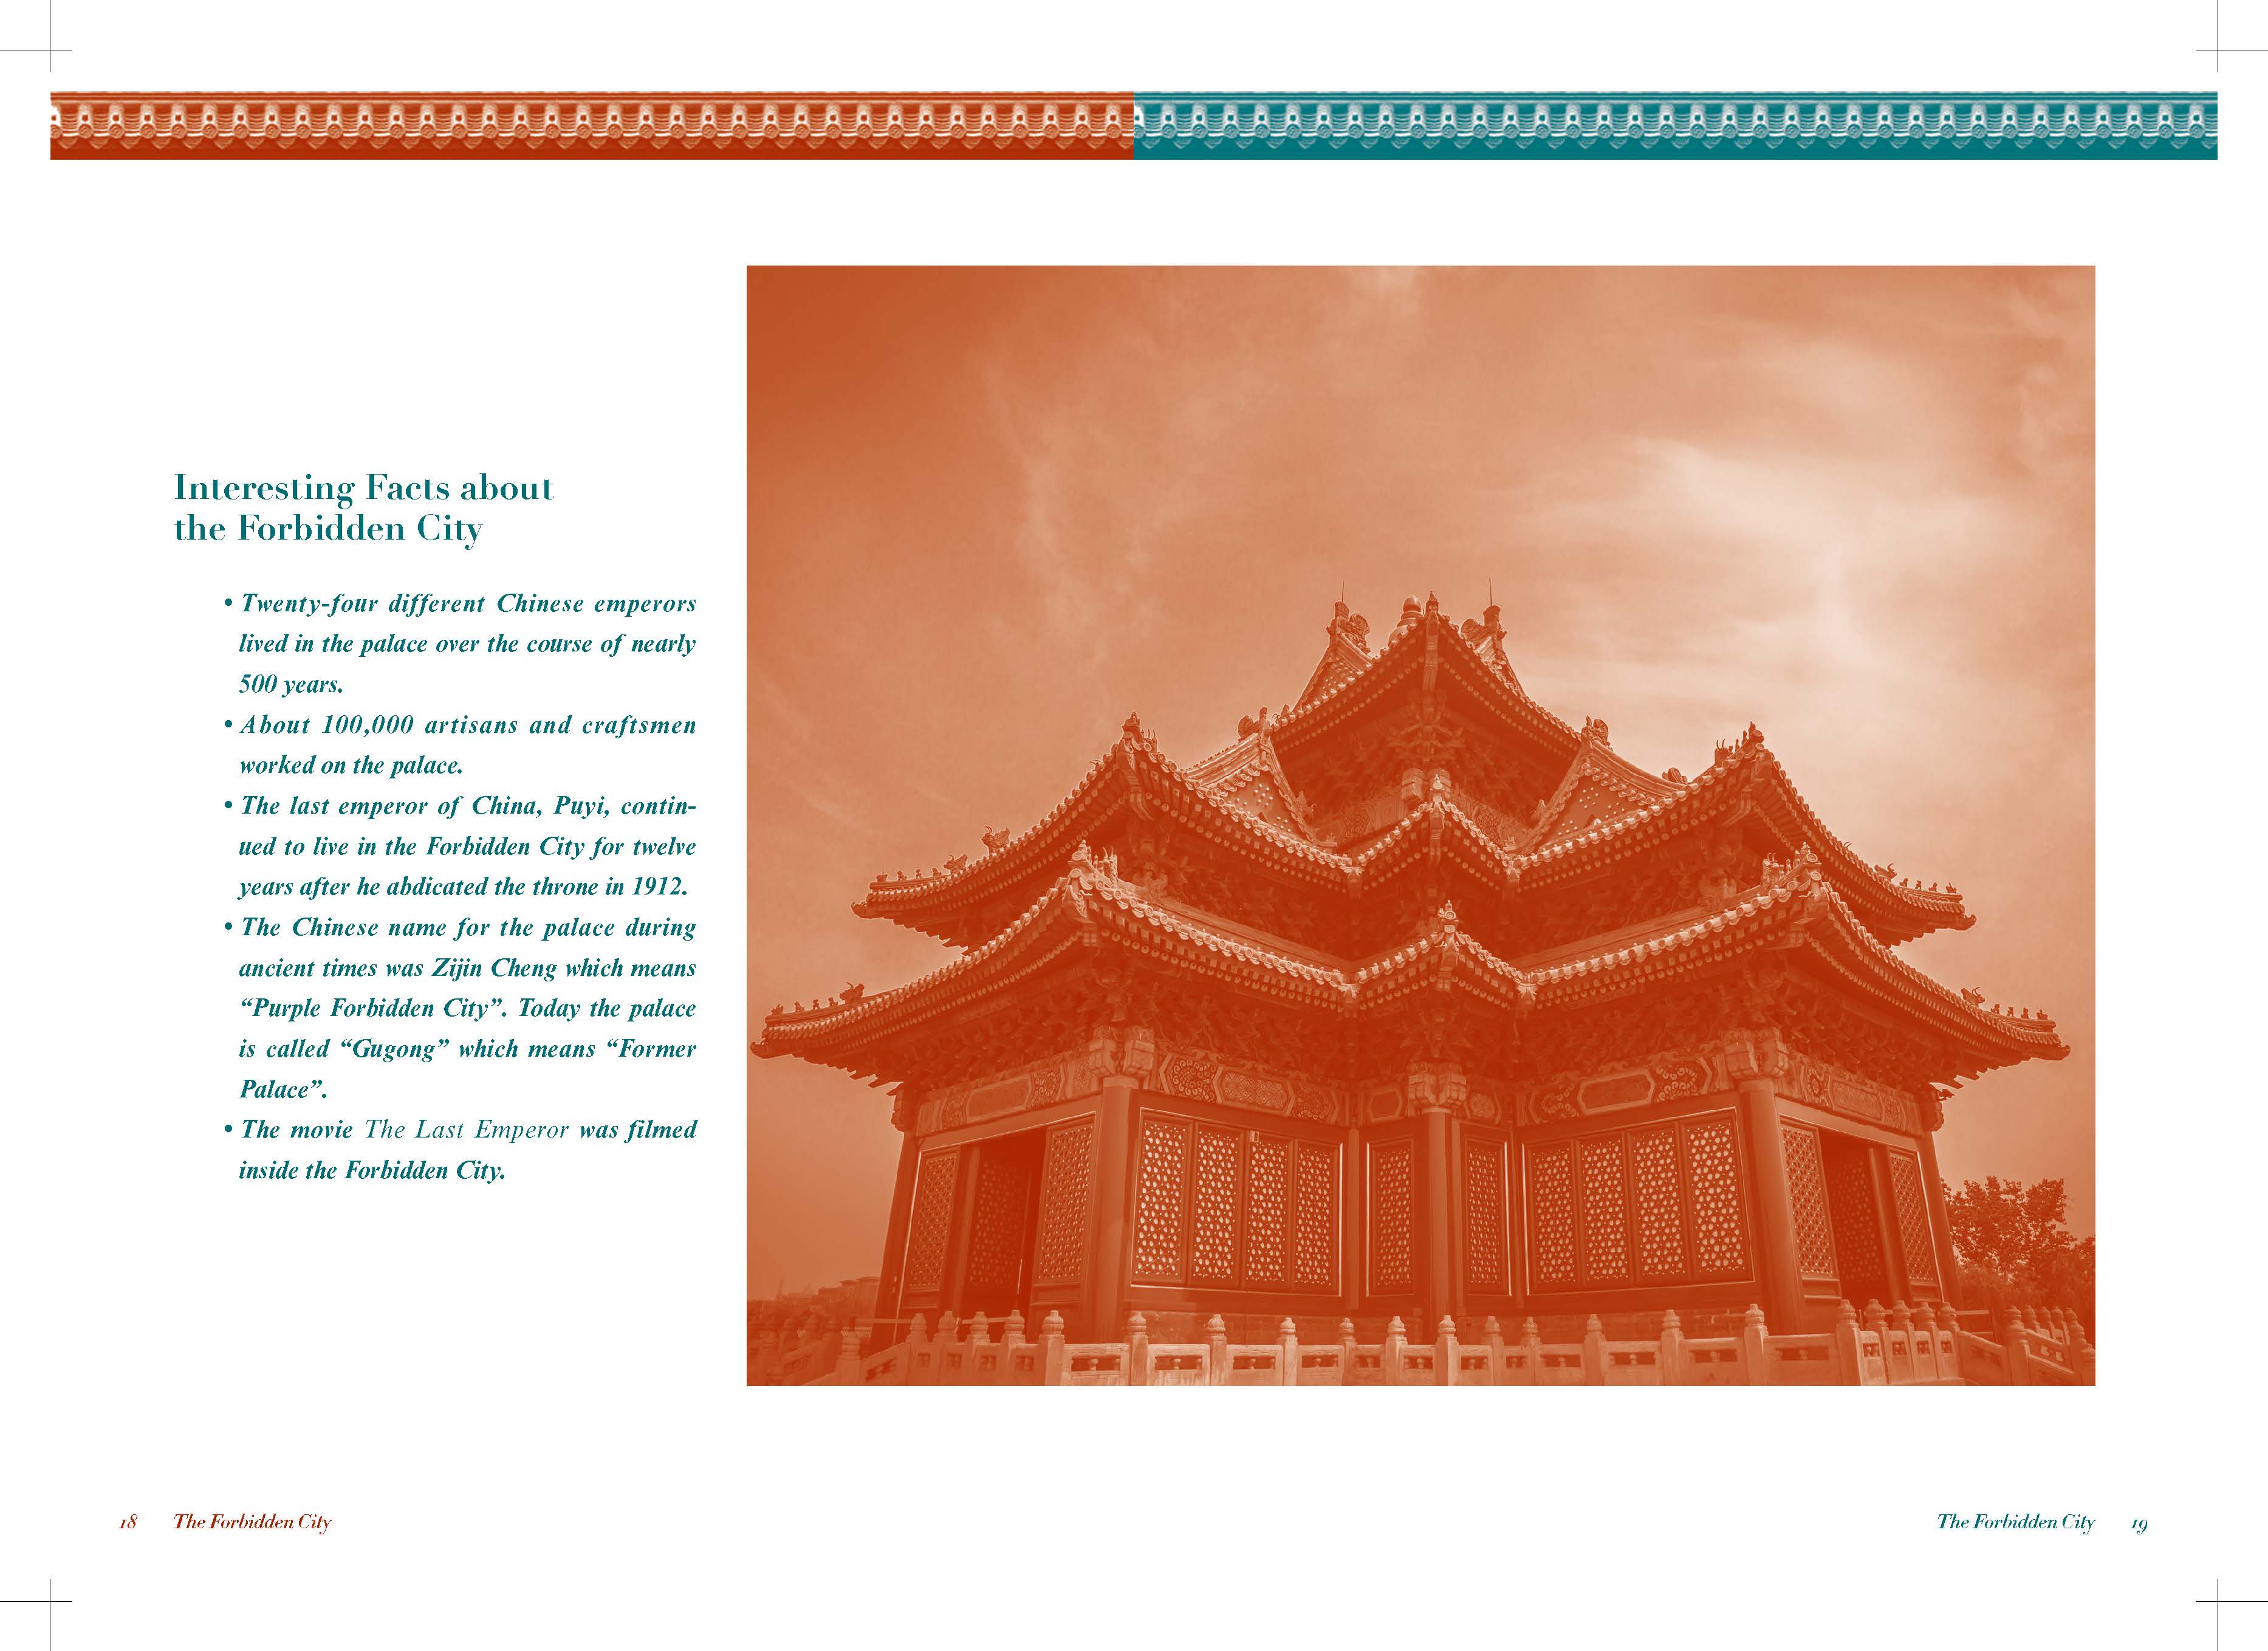 Interesting Facts about
the Forbidden City
• Twenty-four different Chinese emperors
lived in the palace over the course of nearly
500 years.
• About 100,000 artisans and craftsmen
worked on the palace.
• The last emperor of China, Puyi, contin-
ued to live in the Forbidden City for twelve
years after he abdicated the throne in 1912.
• The Chinese name for the palace during
ancient times was Zijin Cheng which means
“Purple Forbidden City”. Today the palace
is called “Gugong” which means “Former
Palace”.
• The movie The Last Emperor was filmed
inside the Forbidden City.
18 The Forbidden City
The Forbidden City 19